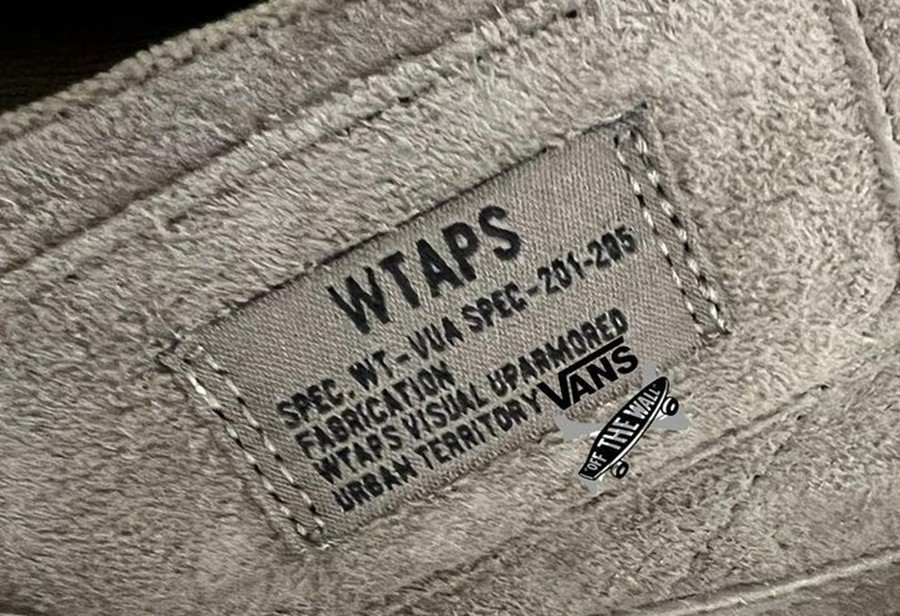 WTAPS
SPEC. WT-VUA SPEC-201-205
FABRICATION
WTAPS VISUAL UPARMORED
URBAN TERRITORY
VANS
"OFF THE WALL"